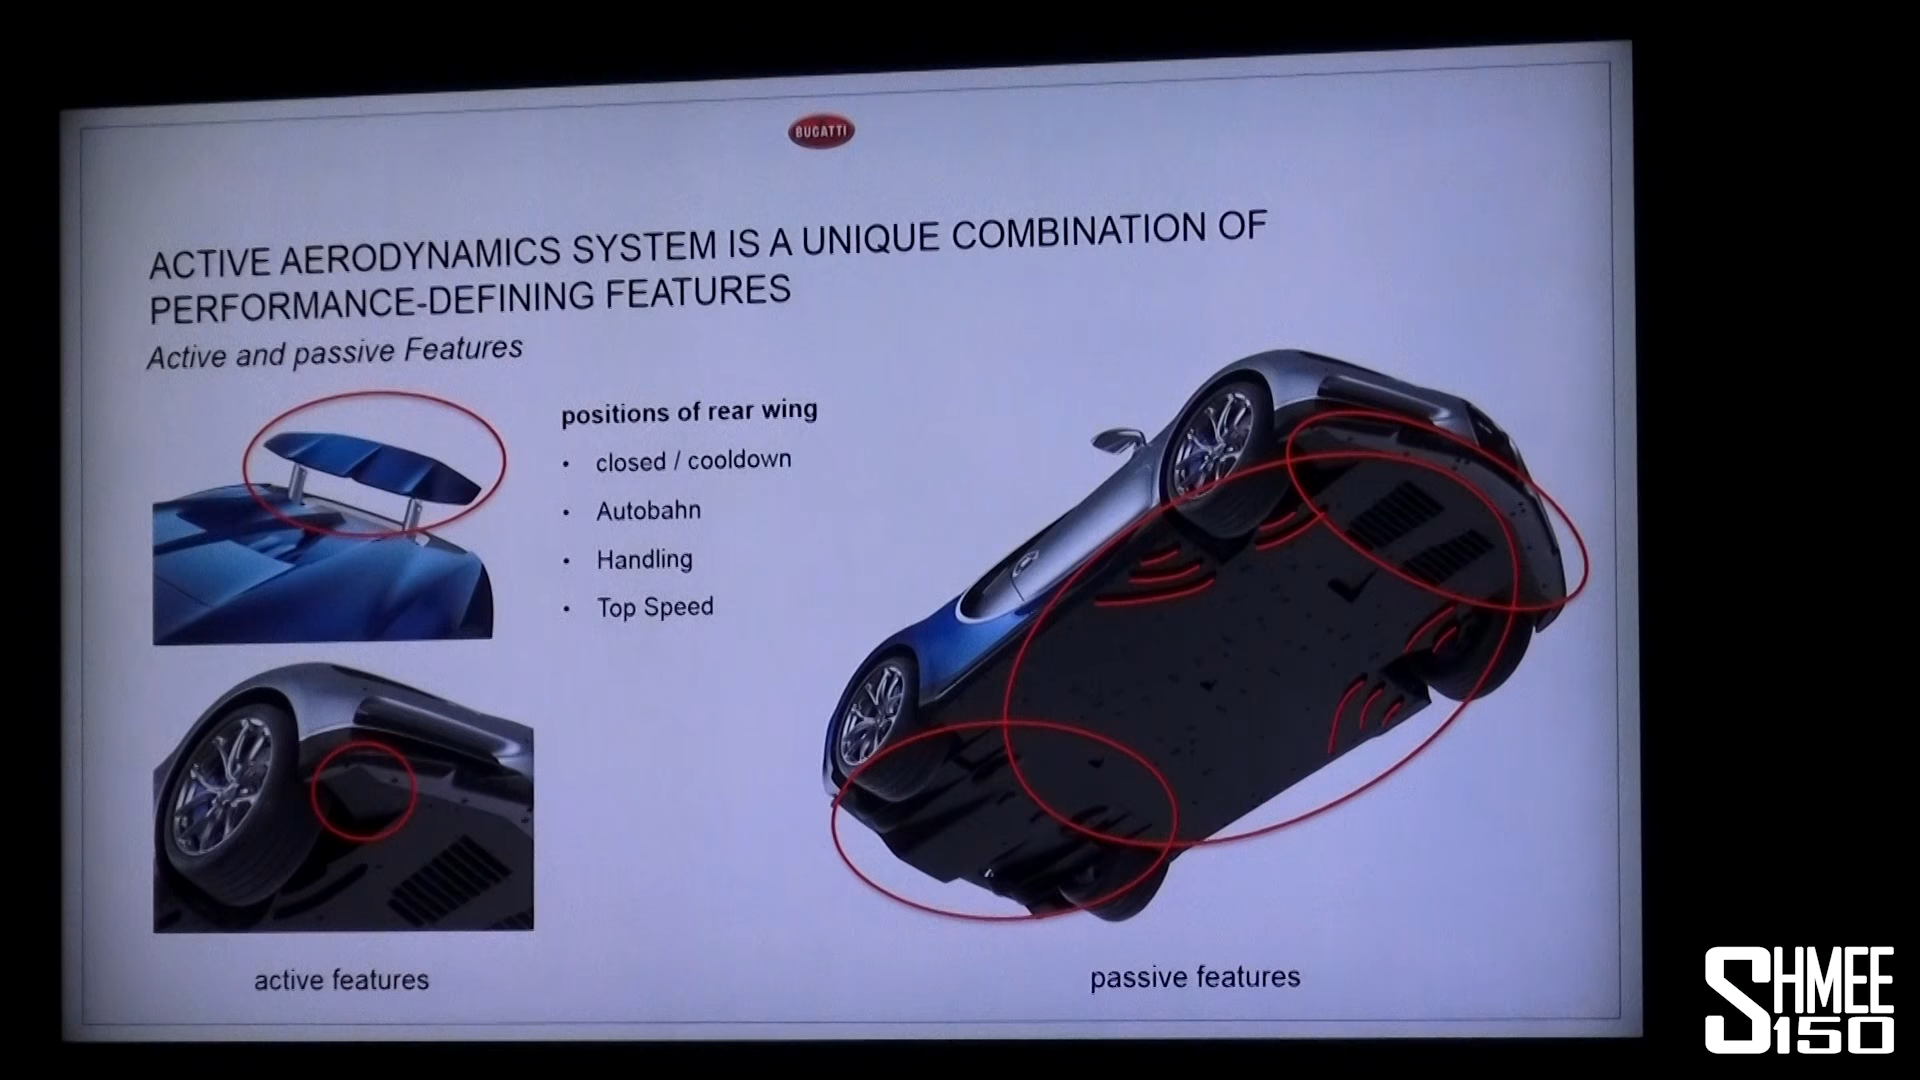 BUGATTI
ACTIVE AERODYNAMICS SYSTEM IS A UNIQUE COMBINATION OF
PERFORMANCE-DEFINING FEATURES
Active and passive Features
positions of rear wing
• closed / cooldown
• Autobahn
• Handling
• Top Speed
active features
passive features
SHMEE
150